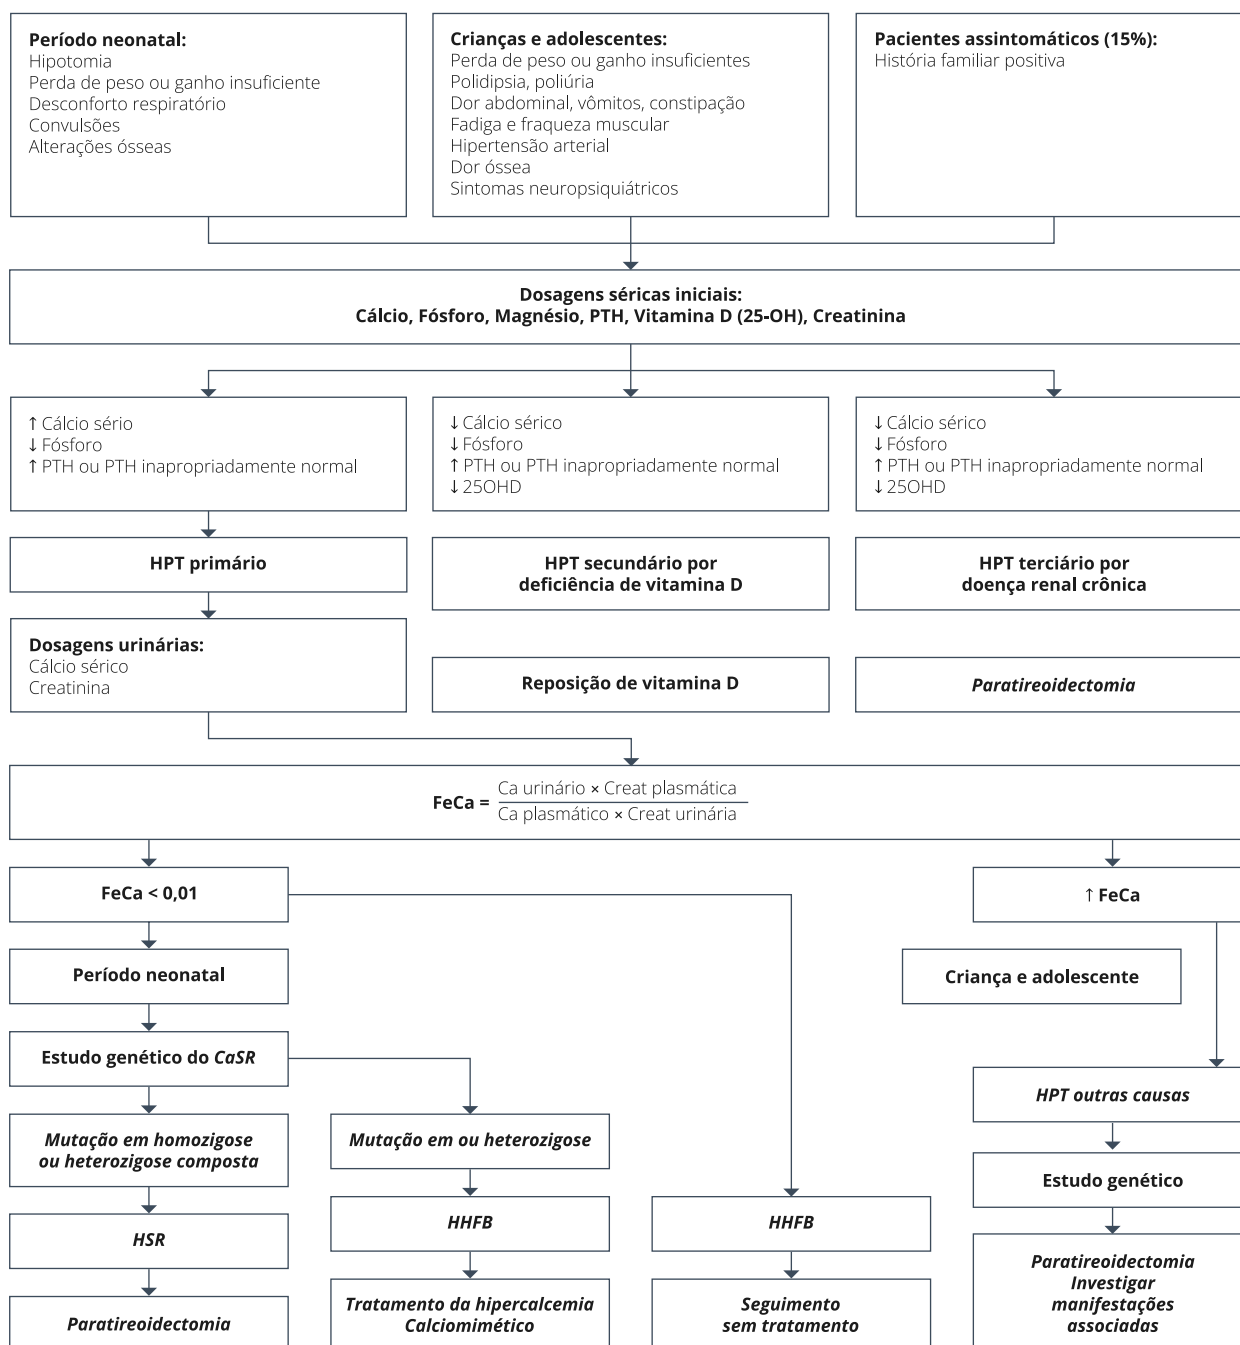 Período neonatal:
Hipotomia
Perda de peso ou ganho insuficiente
Desconforto respiratório
Convulsões
Alterações ósseas
Crianças e adolescentes:
Perda de peso ou ganho insuficientes
Polidipsia, poliúria
Dor abdominal, vômitos, constipação
Fadiga e fraqueza muscular
Hipertensão arterial
Dor óssea
Sintomas neuropsiquiátricos
Pacientes assintomáticos (15%):
História familiar positiva
Dosagens séricas iniciais:
Cálcio, Fósforo, Magnésio, PTH, Vitamina D (25-OH), Creatinina
↑ Cálcio sério
↓ Fósforo
↑ PTH ou PTH inapropriadamente normal
↓ Cálcio sérico
↓ Fósforo
↑ PTH ou PTH inapropriadamente normal
↓ 25OHD
↓ Cálcio sérico
↓ Fósforo
↑ PTH ou PTH inapropriadamente normal
↓ 25OHD
HPT primário
HPT secundário por
deficiência de vitamina D
HPT terciário por
doença renal crônica
Dosagens urinárias:
Cálcio sérico
Creatinina
Reposição de vitamina D
Paratireoidectomia
Ca urinário × Creat plasmática
FeCa =
Ca plasmático × Creat urinária
FeCa < 0,01
↑ FeCa
Período neonatal
Criança e adolescente
Estudo genético do CaSR
HPT outras causas
Mutação em homozigose
ou heterozigose composta
Mutação em ou heterozigose
Estudo genético
HSR
HHFB
HHFB
Paratireoidectomia
Investigar
manifestações
associadas
Paratireoidectomia
Tratamento da hipercalcemia
Calciomimético
Seguimento
sem tratamento